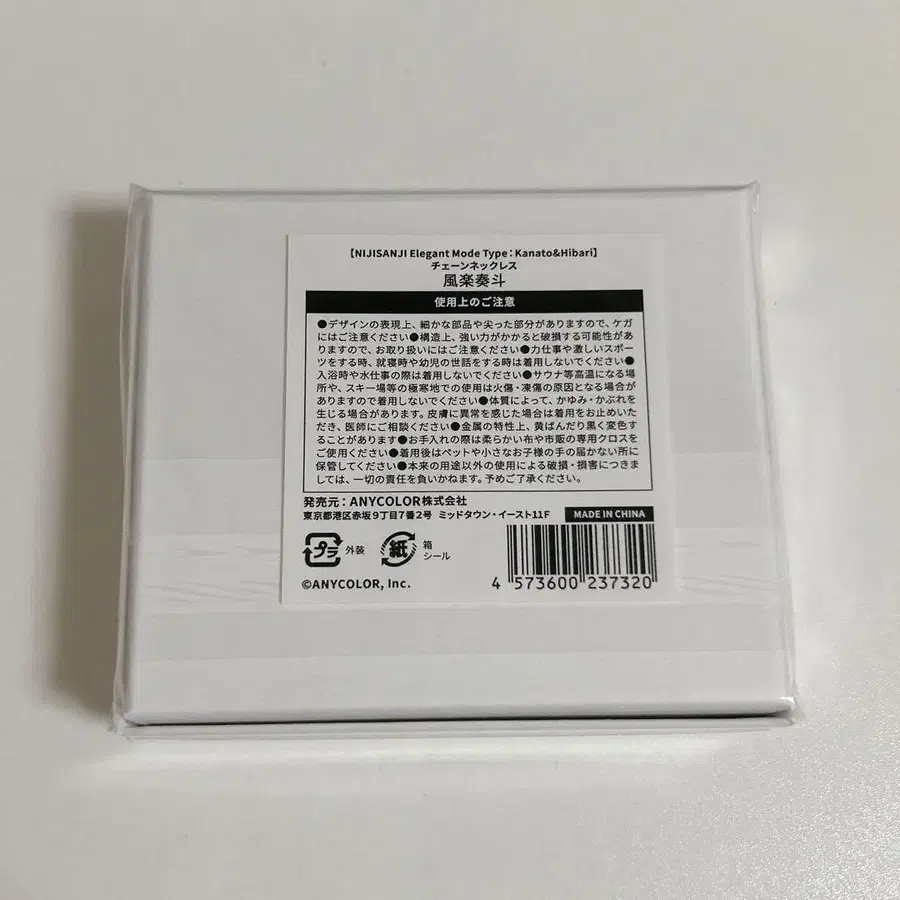 【NIJISANJI Elegant Mode Type：Kanato&Hibari】
チェーンネックレス
風楽奏斗
使用上のご注意
●デザインの表現上、細かな部品や尖った部分がありますので、ケガ
にはご注意ください●構造上、強い力がかかると破損する可能性があ
りますので、お取り扱いにはご注意ください●力仕事や激しいスポー
ツをする時、就寝時や幼児の世話をする時は着用しないでください●
入浴時や水仕事の際は着用しないでください●サウナ等高温になる場
所や、スキー場等の極寒地での使用は火傷・凍傷の原因となる場合が
ありますので着用しないでください●体質によって、かゆみ・かぶれを
生じる場合があります。皮膚に異常を感じた場合は着用をお止めいた
だき、医師にご相談ください●金属の特性上、黄ばんだり黒く変色す
ることがあります●お手入れの際は柔らかい布や市販の専用クロスを
ご使用ください●着用後はペットや小さなお子様の手の届かない所に
保管してください●本来の用途以外の使用による破損・損害につきま
しては、一切の責任を負いかねます。予めご了承ください。
発売元：ANYCOLOR株式会社
東京都港区赤坂9丁目7番2号 ミッドタウン・イースト11F
MADE IN CHINA
プラ 外装
紙 箱
シール
©ANYCOLOR, Inc.
4 573600 237320